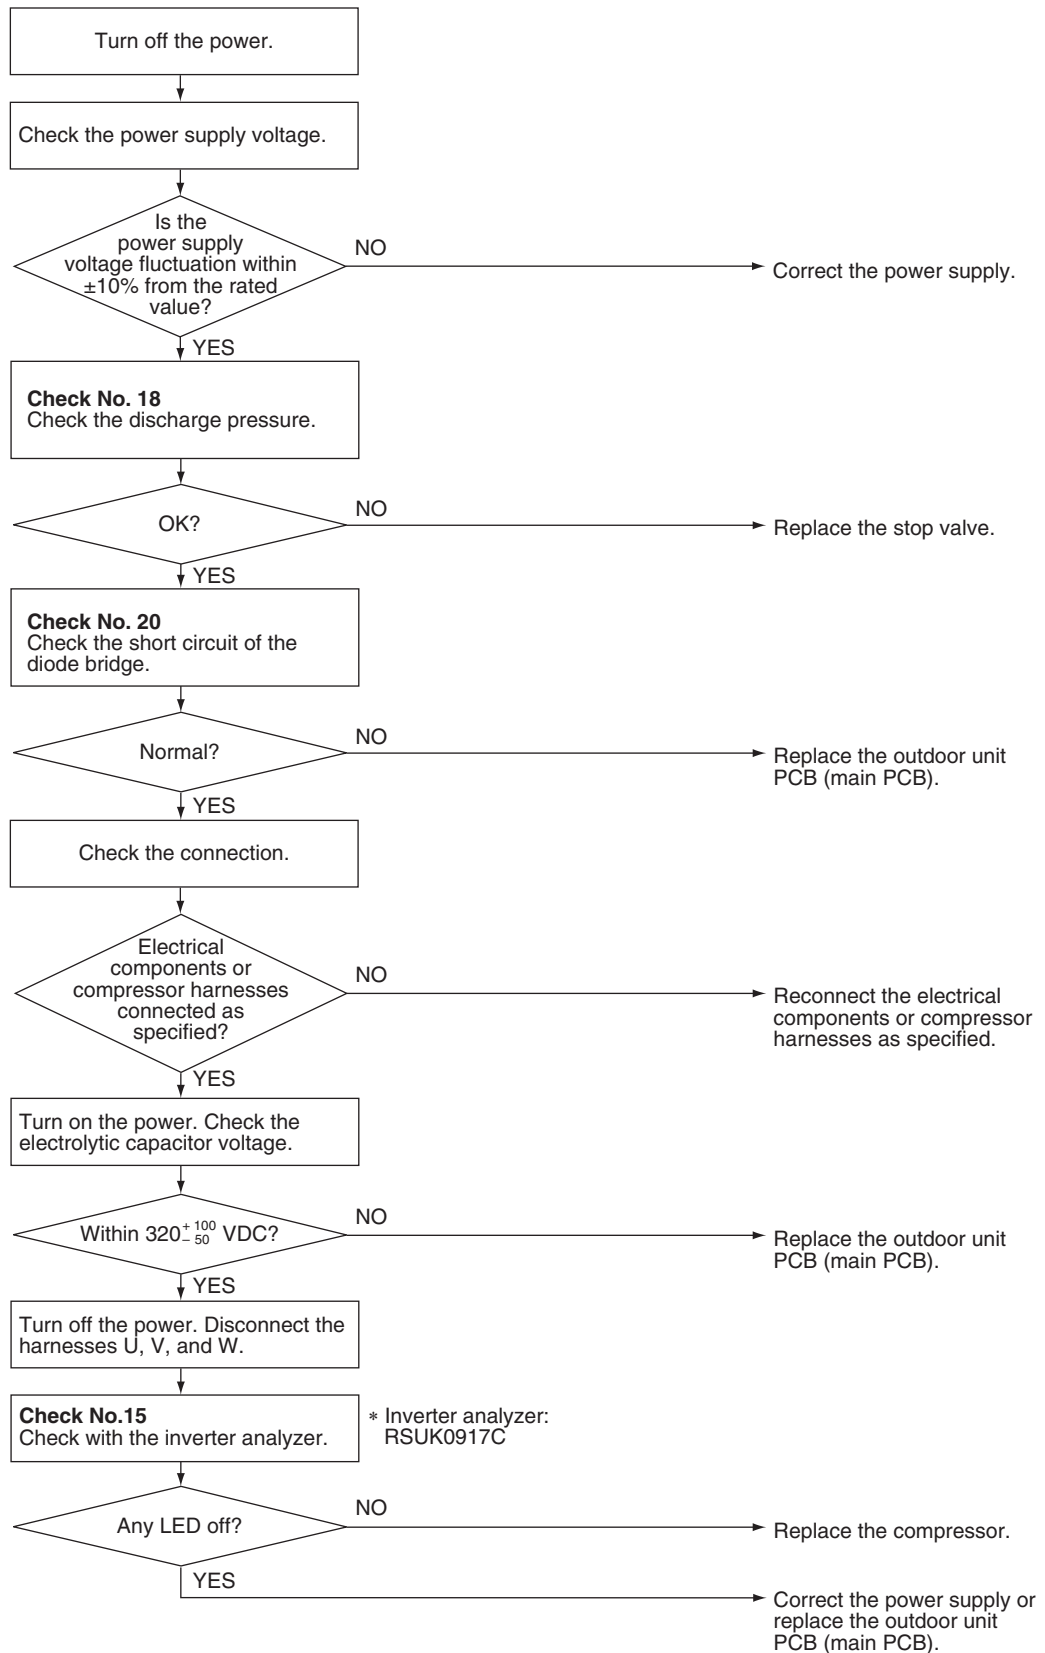 Turn off the power.
Check the power supply voltage.
Is the
power supply
voltage fluctuation within
±10% from the rated
value?
NO
Correct the power supply.
YES
Check No. 18
Check the discharge pressure.
OK?
NO
Replace the stop valve.
YES
Check No. 20
Check the short circuit of the
diode bridge.
Normal?
NO
Replace the outdoor unit
PCB (main PCB).
YES
Check the connection.
Electrical
components or
compressor harnesses
connected as
specified?
NO
Reconnect the electrical
components or compressor
harnesses as specified.
YES
Turn on the power. Check the
electrolytic capacitor voltage.
Within 320 + 100 – 50 VDC?
NO
Replace the outdoor unit
PCB (main PCB).
YES
Turn off the power. Disconnect the
harnesses U, V, and W.
Check No.15
Check with the inverter analyzer.
* Inverter analyzer:
RSUK0917C
Any LED off?
NO
Replace the compressor.
YES
Correct the power supply or
replace the outdoor unit
PCB (main PCB).